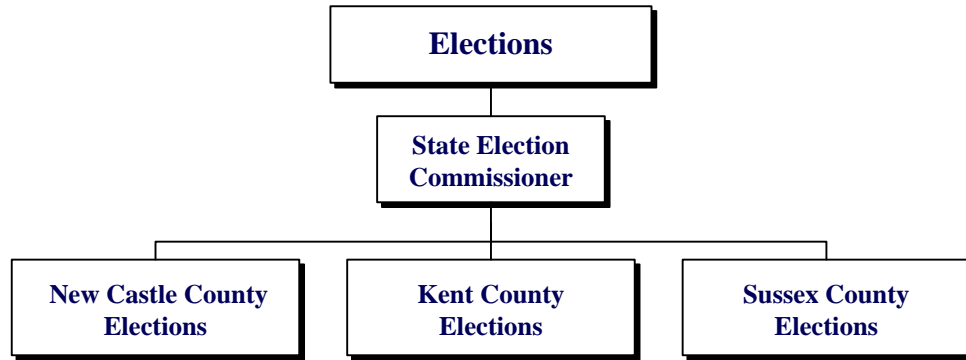 Elections
State Election
Commissioner
New Castle County
Elections
Kent County
Elections
Sussex County
Elections